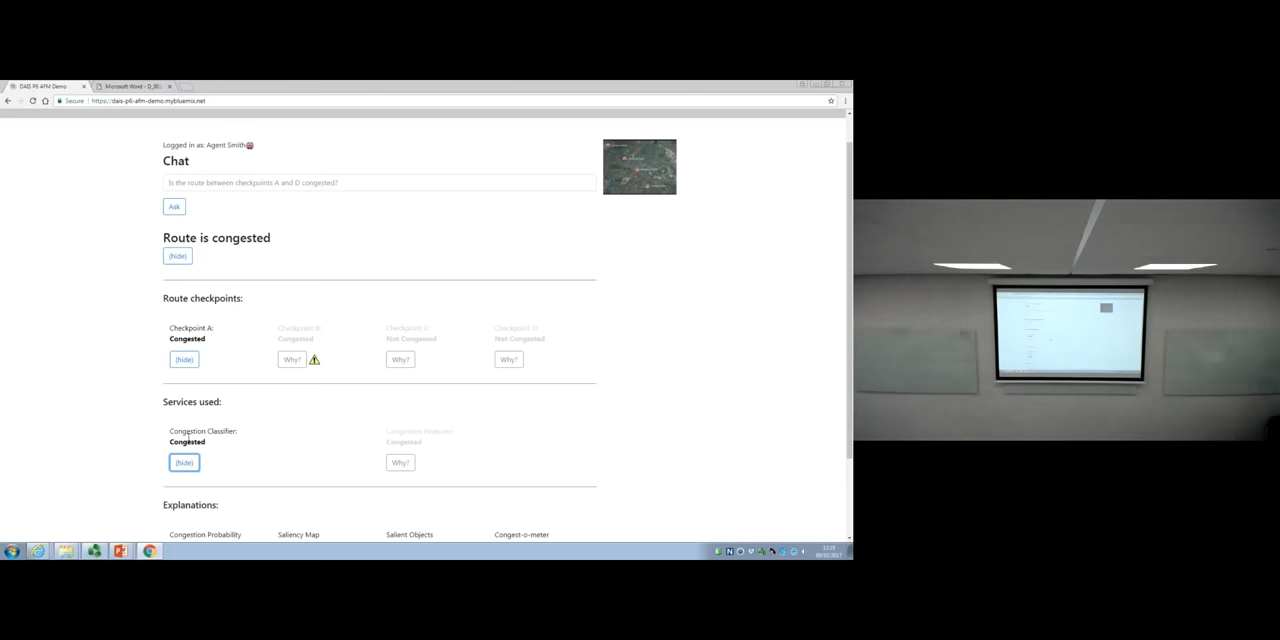 DAIS P6 AFM Demo
Microsoft Word - D_30
Secure
https://dais-p6-afm-demo.mybluemix.net
Logged in as: Agent Smith
Chat
Is the route between checkpoints A and D congested?
Ask
Route is congested
(hide)
Route checkpoints:
Checkpoint A: Checkpoint B: Checkpoint C: Checkpoint D:
Congested Congested Not Congested Not Congested
(hide) Why? Why? Why?
Services used:
Congestion Classifier: Congestion Reasoner:
Congested Congested
(hide) Why?
Explanations:
Congestion Probability Saliency Map Salient Objects Congest-o-meter